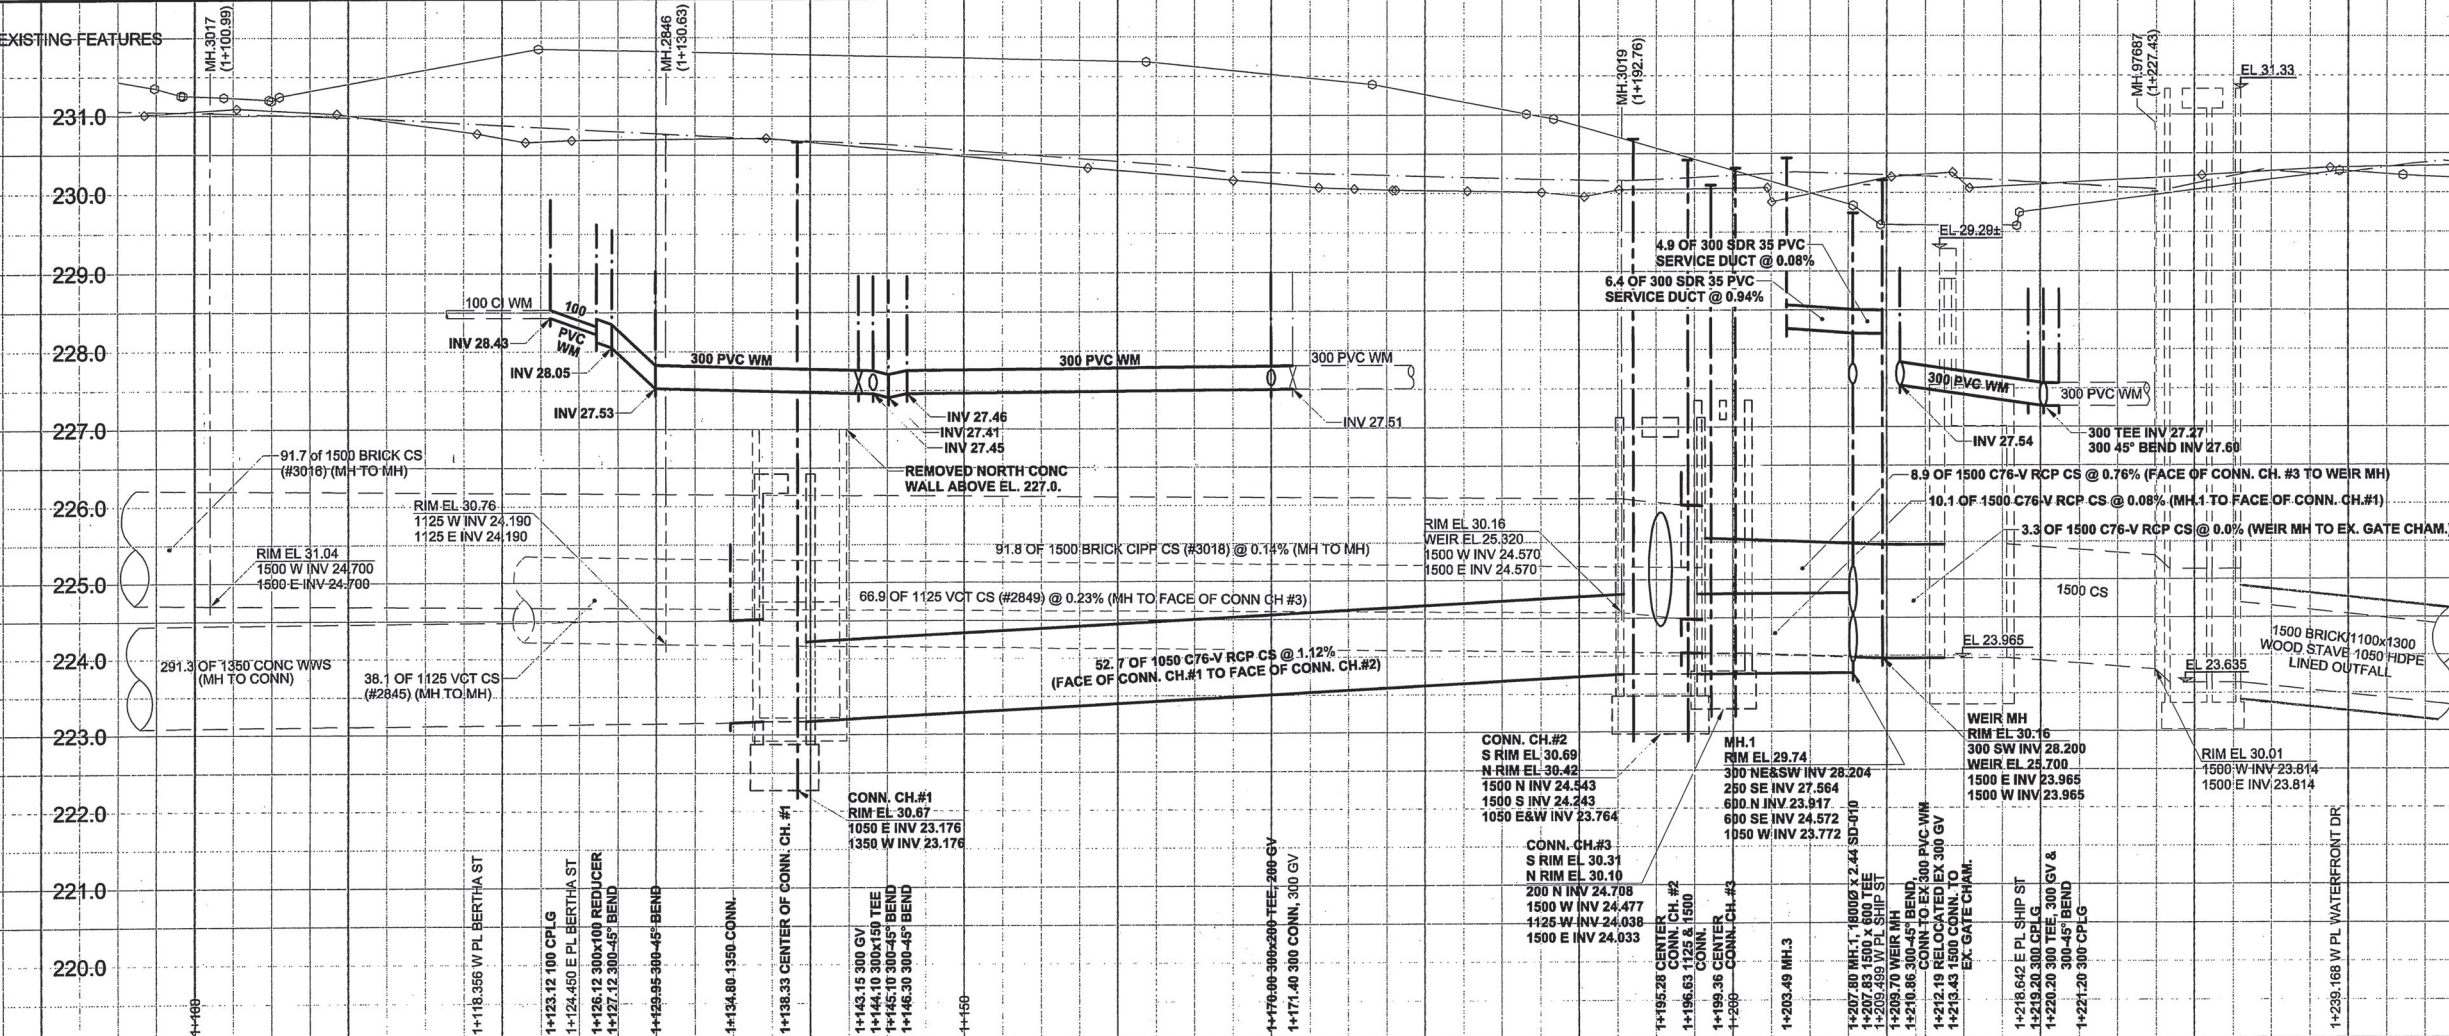 EXISTING FEATURES
MH.3017
(1+100.99)
MH.2846
(1+130.63)
MH.3019
(1+192.76)
MH.97687
(1+227.43)
EL 31.33
231.0
230.0
229.0
228.0
227.0
226.0
225.0
224.0
223.0
222.0
221.0
220.0
100 CI WM
100
PVC
WM
INV 28.43
INV 28.05
INV 27.53
300 PVC WM
300 PVC WM
300 PVC WM
INV 27.46
INV 27.41
INV 27.45
INV 27.51
REMOVED NORTH CONC
WALL ABOVE EL. 227.0.
4.9 OF 300 SDR 35 PVC
SERVICE DUCT @ 0.08%
6.4 OF 300 SDR 35 PVC
SERVICE DUCT @ 0.94%
EL 29.29±
300 PVC WM
300 PVC WM
INV 27.54
300 TEE INV 27.27
300 45° BEND INV 27.60
8.9 OF 1500 C76-V RCP CS @ 0.76% (FACE OF CONN. CH. #3 TO WEIR MH)
10.1 OF 1500 C76-V RCP CS @ 0.08% (MH.1 TO FACE OF CONN. CH.#1)
3.3 OF 1500 C76-V RCP CS @ 0.0% (WEIR MH TO EX. GATE CHAM.
91.7 of 1500 BRICK CS
(#3016) (MH TO MH)
RIM EL 31.04
1500 W INV 24.700
1500 E INV 24.700
RIM EL 30.76
1125 W INV 24.190
1125 E INV 24.190
91.8 OF 1500 BRICK CIPP CS (#3018) @ 0.14% (MH TO MH)
66.9 OF 1125 VCT CS (#2849) @ 0.23% (MH TO FACE OF CONN CH #3)
52.7 OF 1050 C76-V RCP CS @ 1.12%
(FACE OF CONN. CH.#1 TO FACE OF CONN. CH.#2)
291.3 OF 1350 CONC WWS
(MH TO CONN)
38.1 OF 1125 VCT CS
(#2845) (MH TO MH)
RIM EL 30.16
WEIR EL 25.320
1500 W INV 24.570
1500 E INV 24.570
1500 CS
EL 23.965
EL 23.635
1500 BRICK/1100x1300
WOOD STAVE 1050 HDPE
LINED OUTFALL
CONN. CH.#1
RIM EL 30.67
1050 E INV 23.176
1350 W INV 23.176
CONN. CH.#2
S RIM EL 30.69
N RIM EL 30.42
1500 N INV 24.543
1500 S INV 24.243
1050 E&W INV 23.764
CONN. CH.#3
S RIM EL 30.31
N RIM EL 30.10
200 N INV 24.708
1500 W INV 24.477
1125 W INV 24.038
1500 E INV 24.033
MH.1
RIM EL 29.74
300 NE&SW INV 28.204
250 SE INV 27.564
600 N INV 23.917
600 SE INV 24.572
1050 W INV 23.772
WEIR MH
RIM EL 30.16
300 SW INV 28.200
WEIR EL 25.700
1500 E INV 23.965
1500 W INV 23.965
RIM EL 30.01
1500 W INV 23.814
1500 E INV 23.814
1+100
1+118.356 W PL BERTHA ST
1+123.12 100 CPLG
1+124.450 E PL BERTHA ST
1+126.12 300x100 REDUCER
1+127.12 300-45° BEND
1+129.95 300-45° BEND
1+134.80 1350 CONN.
1+138.33 CENTER OF CONN. CH. #1
1+143.15 300 GV
1+144.10 300x150 TEE
1+145.10 300-45° BEND
1+146.30 300-45° BEND
1+150
1+170.00 300x200 TEE, 200 GV
1+171.40 300 CONN, 300 GV
1+195.28 CENTER
CONN. CH. #2
1+196.63 1125 & 1500
CONN.
1+199.36 CENTER
CONN. CH. #3
1+200
1+203.49 MH.3
1+207.80 MH.1, 1800Ø x 2.44 SD-010
1+207.83 1500 x 600 TEE
1+209.499 W PL SHIP ST
1+209.70 WEIR MH
1+210.86 300-45° BEND,
CONN TO EX 300 PVC WM
1+212.19 RELOCATED EX 300 GV
1+213.43 1500 CONN. TO
EX. GATE CHAM.
1+218.642 E PL SHIP ST
1+219.20 300 CPLG
1+220.20 300 TEE, 300 GV &
300-45° BEND
1+221.20 300 CPLG
1+239.168 W PL WATERFRONT DR